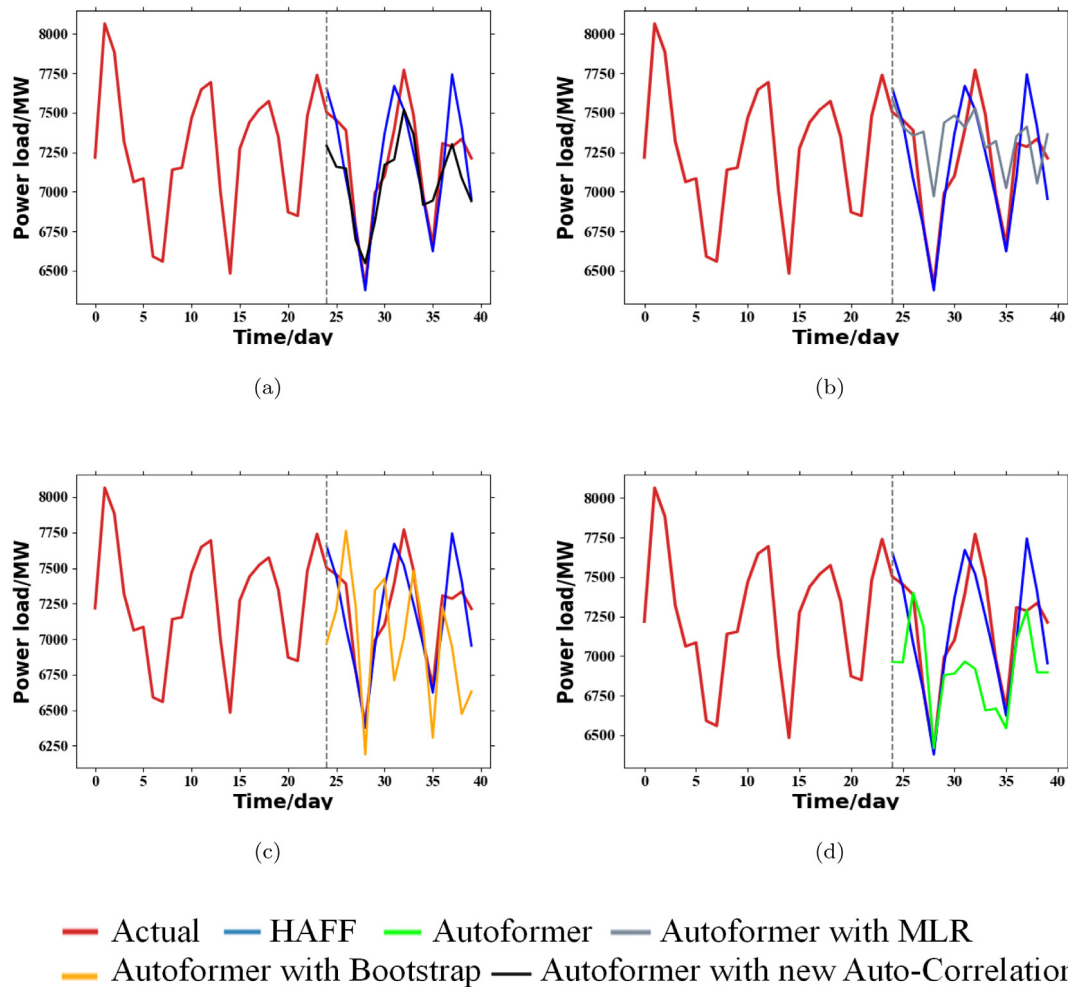 8000
7750
7500
7250
7000
6750
6500
Power load/MW
0 5 10 15 20 25 30 35 40
Time/day
(a)
8000
7750
7500
7250
7000
6750
6500
Power load/MW
0 5 10 15 20 25 30 35 40
Time/day
(b)
8000
7750
7500
7250
7000
6750
6500
6250
Power load/MW
0 5 10 15 20 25 30 35 40
Time/day
(c)
8000
7750
7500
7250
7000
6750
6500
Power load/MW
0 5 10 15 20 25 30 35 40
Time/day
(d)
Actual HAFF Autoformer Autoformer with MLR
Autoformer with Bootstrap Autoformer with new Auto-Correlation